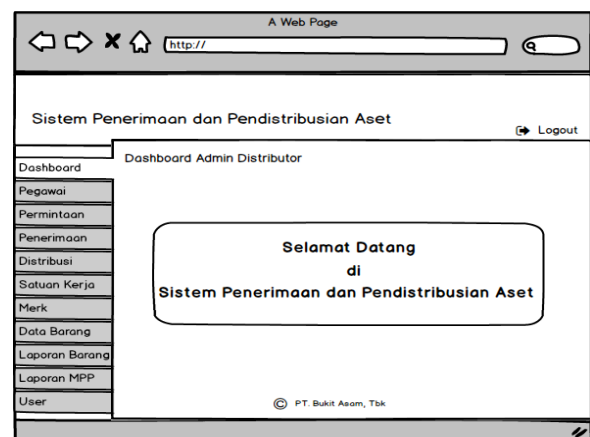 A Web Page
http://
Sistem Penerimaan dan Pendistribusian Aset
Logout
Dashboard
Pegawai
Permintaan
Penerimaan
Distribusi
Satuan Kerja
Merk
Data Barang
Laporan Barang
Laporan MPP
User
Dashboard Admin Distributor
Selamat Datang
di
Sistem Penerimaan dan Pendistribusian Aset
© PT. Bukit Asam, Tbk